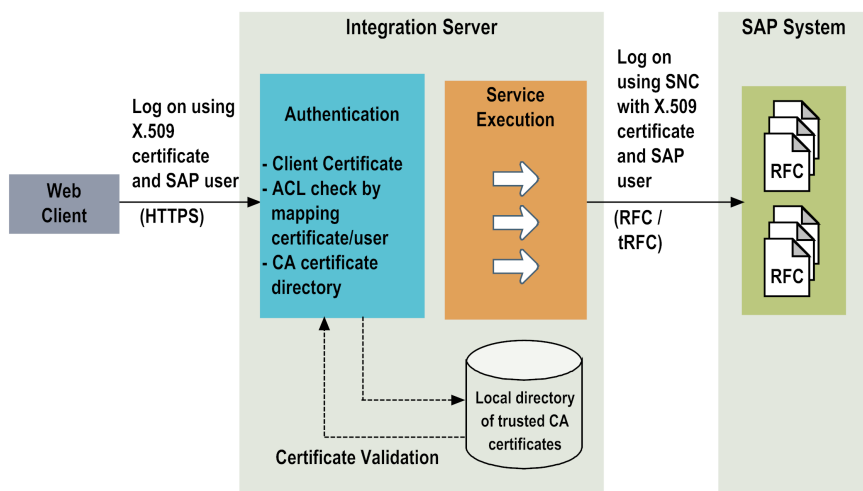 Integration Server
SAP System
Web
Client
Log on using
X.509
certificate
and SAP user
(HTTPS)
Authentication
- Client Certificate
- ACL check by
mapping
certificate/user
- CA certificate
directory
Service
Execution
Log on
using SNC
with X.509
certificate
and SAP
user
(RFC /
tRFC)
RFC
RFC
Local directory
of trusted CA
certificates
Certificate Validation